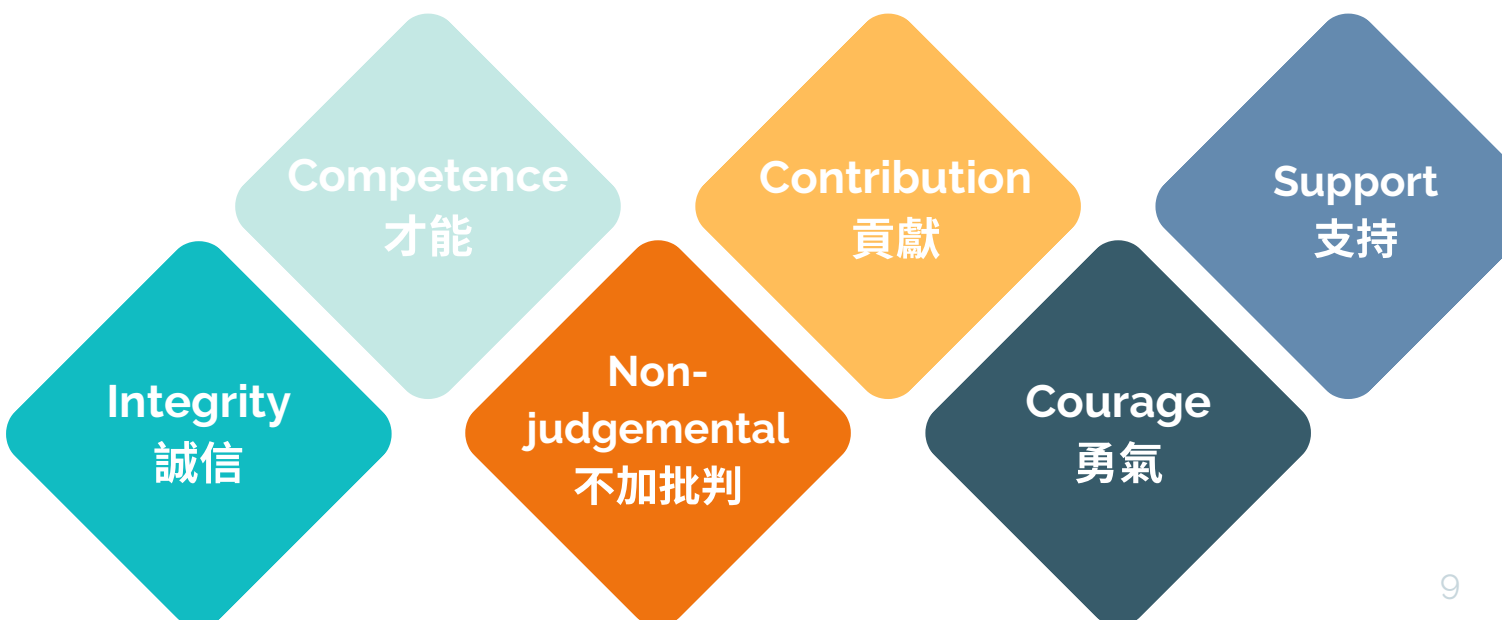 Competence
才能
Contribution
貢獻
Support
支持
Integrity
誠信
Non-
judgemental
不加批判
Courage
勇氣
9